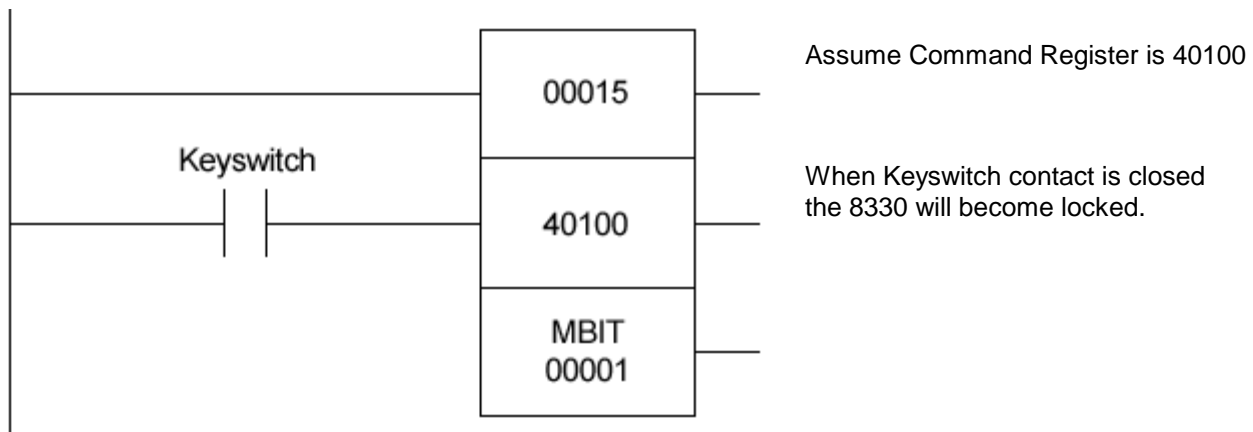 00015
Assume Command Register is 40100
Keyswitch
40100
When Keyswitch contact is closed
the 8330 will become locked.
MBIT
00001